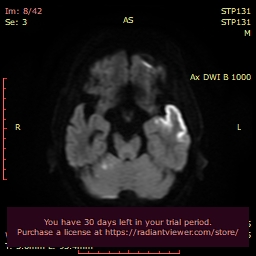 Im: 8/42
Se: 3
AS
STP131
STP131
M
Ax DWI B 1000
R
L
You have 30 days left in your trial period.
Purchase a license at https://radiantviewer.com/store/